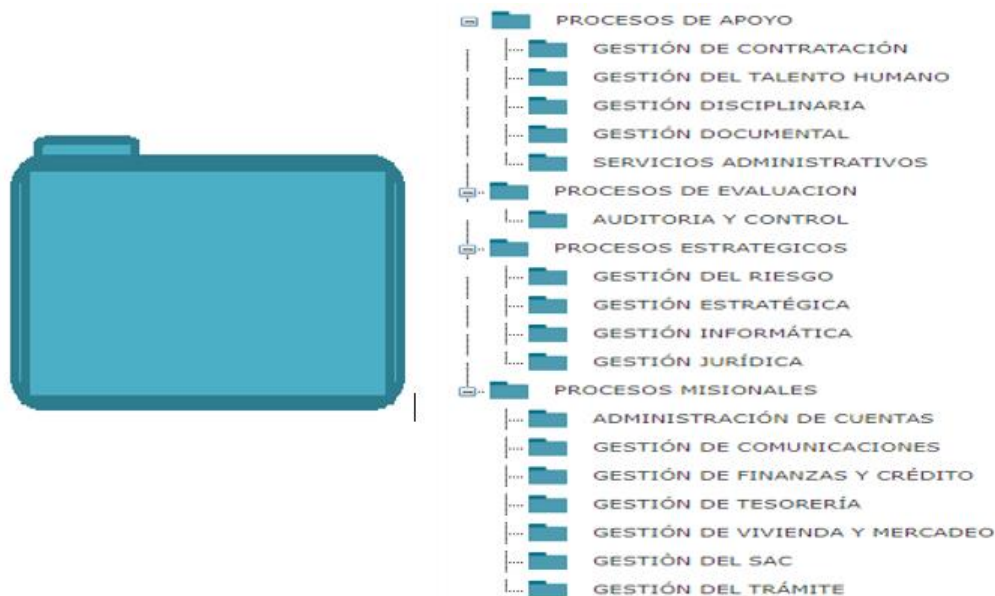 PROCESOS DE APOYO
GESTIÓN DE CONTRATACIÓN
GESTIÓN DEL TALENTO HUMANO
GESTIÓN DISCIPLINARIA
GESTIÓN DOCUMENTAL
SERVICIOS ADMINISTRATIVOS
PROCESOS DE EVALUACION
AUDITORIA Y CONTROL
PROCESOS ESTRATEGICOS
GESTIÓN DEL RIESGO
GESTIÓN ESTRATÉGICA
GESTIÓN INFORMÁTICA
GESTIÓN JURÍDICA
PROCESOS MISIONALES
ADMINISTRACIÓN DE CUENTAS
GESTIÓN DE COMUNICACIONES
GESTIÓN DE FINANZAS Y CRÉDITO
GESTIÓN DE TESORERÍA
GESTIÓN DE VIVIENDA Y MERCADEO
GESTIÒN DEL SAC
GESTIÓN DEL TRÁMITE